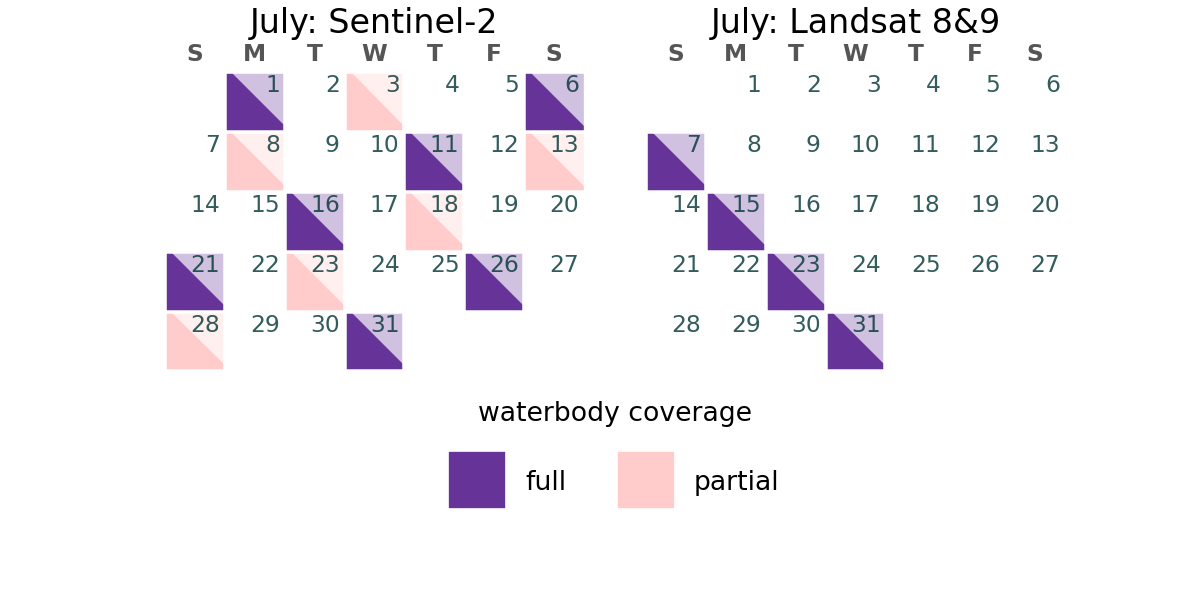 July: Sentinel-2
S M T W T F S
1 2 3 4 5 6
7 8 9 10 11 12 13
14 15 16 17 18 19 20
21 22 23 24 25 26 27
28 29 30 31
July: Landsat 8&9
S M T W T F S
1 2 3 4 5 6
7 8 9 10 11 12 13
14 15 16 17 18 19 20
21 22 23 24 25 26 27
28 29 30 31
waterbody coverage
full partial